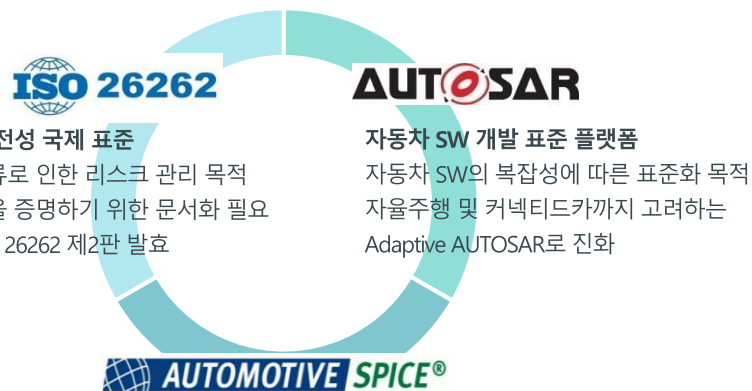 ISO 26262
전성 국제 표준
로 인한 리스크 관리 목적
증명하기 위한 문서화 필요
26262 제2판 발효
AUTOSAR
자동차 SW 개발 표준 플랫폼
자동차 SW의 복잡성에 따른 표준화 목적
자율주행 및 커넥티드카까지 고려하는
Adaptive AUTOSAR로 진화
AUTOMOTIVE SPICE®